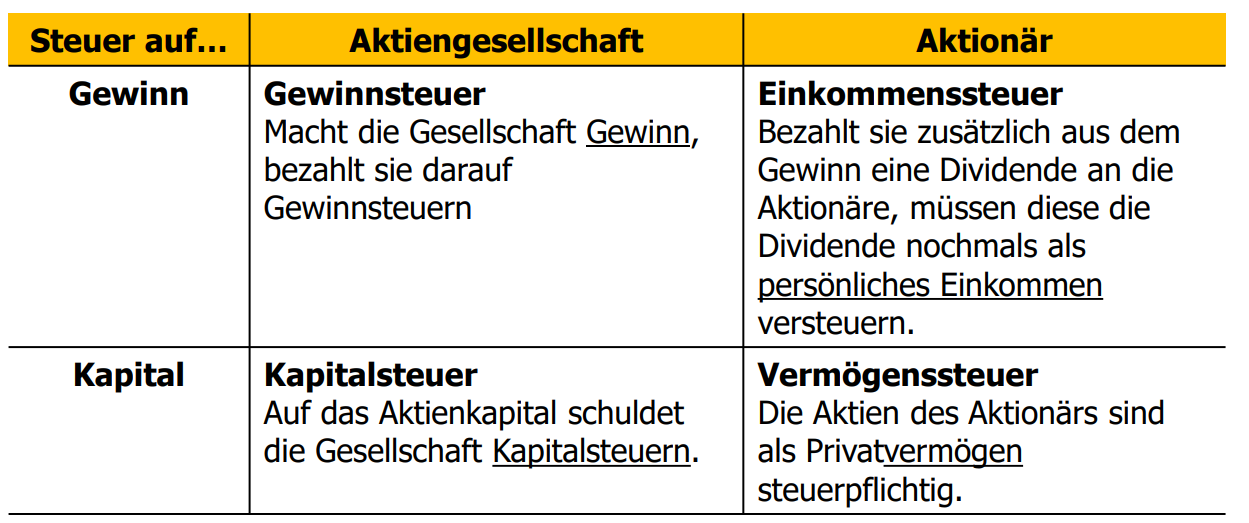 Steuer auf... Aktiengesellschaft Aktionär
Gewinn
Gewinnsteuer
Macht die Gesellschaft Gewinn,
bezahlt sie darauf
Gewinnsteuern
Einkommenssteuer
Bezahlt sie zusätzlich aus dem
Gewinn eine Dividende an die
Aktionäre, müssen diese die
Dividende nochmals als
persönliches Einkommen
versteuern.
Kapital
Kapitalsteuer
Auf das Aktienkapital schuldet
die Gesellschaft Kapitalsteuern.
Vermögenssteuer
Die Aktien des Aktionärs sind
als Privatvermögen
steuerpflichtig.